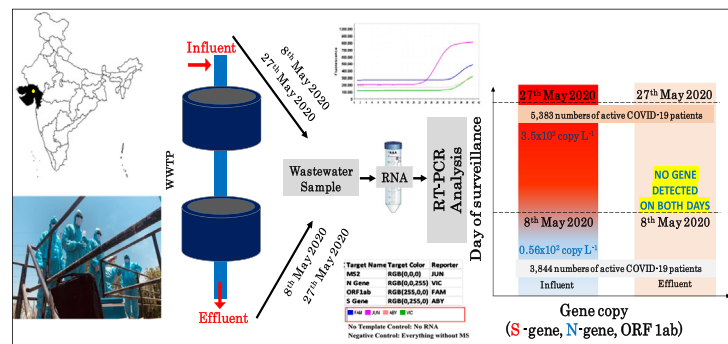 Influent
8th May 2020
27th May 2020
WWTP
Wastewater
Sample
RNA
RT-PCR
Analysis
8th May 2020
27th May 2020
Effluent
Target Name Target Color Reporter
MS2 RGB(0,0,0) JUN
N Gene RGB(0,0,255) VIC
ORF1ab RGB(255,0,0) FAM
S Gene RGB(0,255,0) ABY
FAM JUN ABY VIC
No Template Control: No RNA
Negative Control: Everything without MS
Day of surveillance
27th May 2020 27th May 2020
5,383 numbers of active COVID-19 patients
3.5x10² copy L⁻¹
NO GENE
DETECTED
ON BOTH DAYS
8th May 2020 8th May 2020
0.56x10² copy L⁻¹
3,844 numbers of active COVID-19 patients
Influent Effluent
Gene copy
(S-gene, N-gene, ORF 1ab)